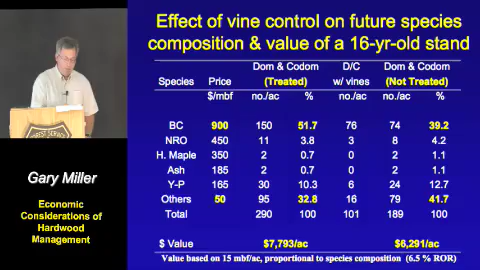 Effect of vine control on future species
composition & value of a 16-yr-old stand
Dom & Codom D/C Dom & Codom
Species Price (Treated) w/ vines (Not Treated)
$/mbf no./ac % no./ac no./ac %
BC 900 150 51.7 76 74 39.2
NRO 450 11 3.8 3 8 4.2
H. Maple 350 2 0.7 0 2 1.1
Ash 185 2 0.7 0 2 1.1
Y-P 165 30 10.3 6 24 12.7
Others 50 95 32.8 16 79 41.7
Total 290 100 101 189 100
$ Value $7,793/ac $6,291/ac
Value based on 15 mbf/ac, proportional to species composition (6.5 % ROR)
Gary Miller
Economic
Considerations of
Hardwood
Management